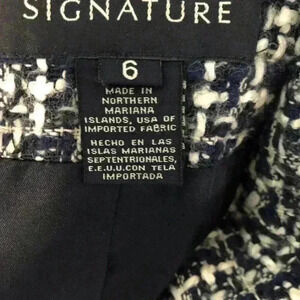 SIGNATURE
6
MADE IN
NORTHERN
MARIANA
ISLANDS, USA OF
IMPORTED FABRIC
HECHO EN LAS
ISLAS MARIANAS
SEPTENTRIONALES,
E.E.U.U.CON TELA
IMPORTADA